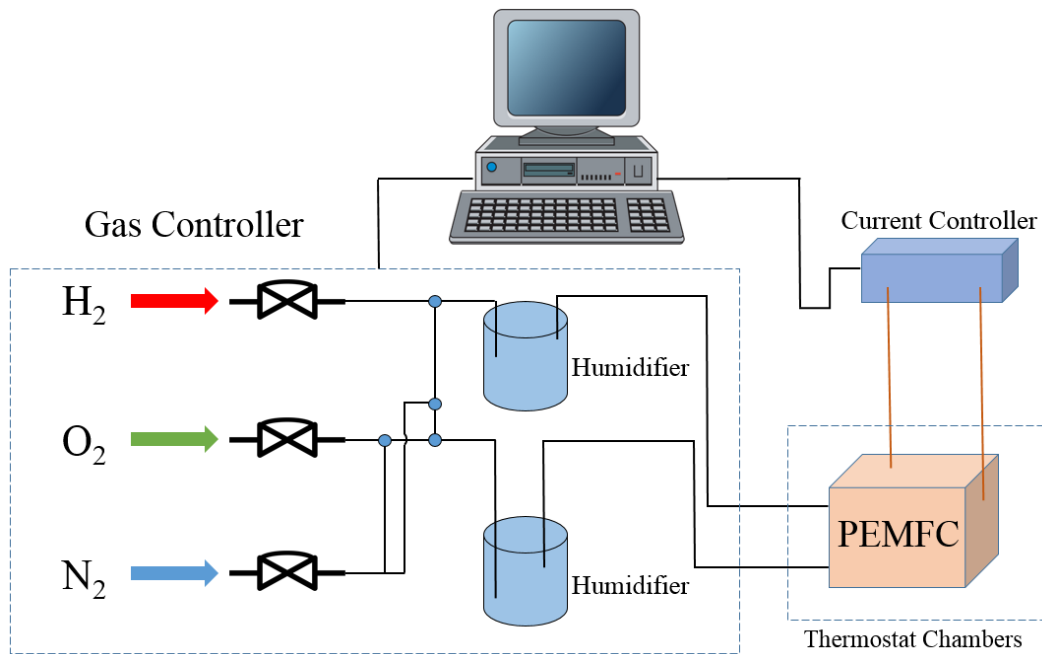 Gas Controller
Current Controller
H₂
Humidifier
O₂
PEMFC
N₂
Humidifier
Thermostat Chambers